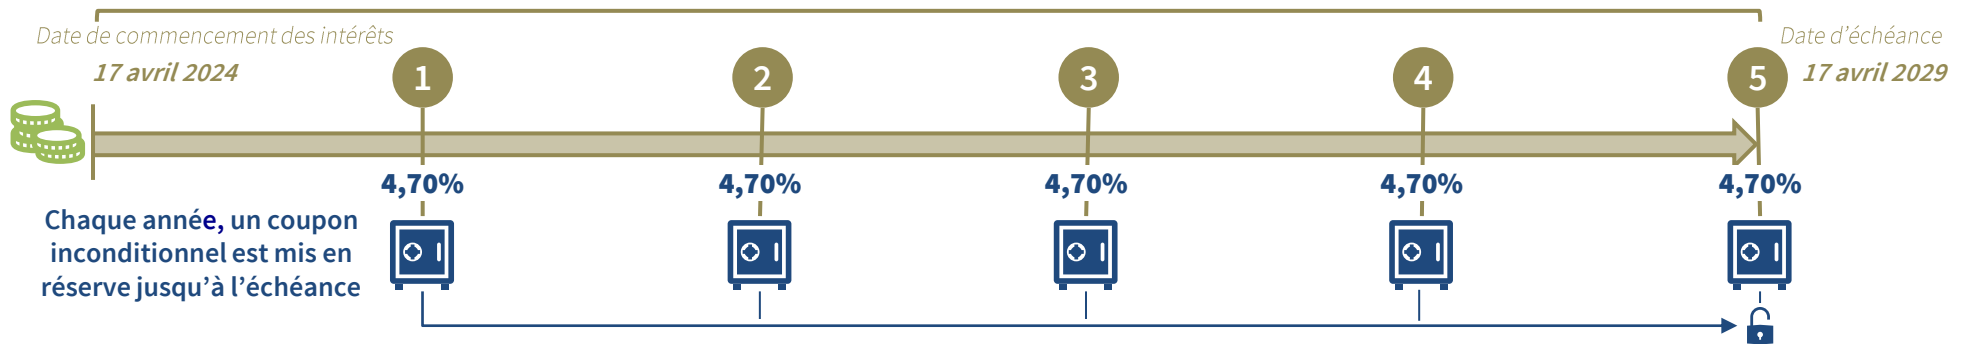 Date de commencement des intérêts
17 avril 2024
1
2
3
4
5
Date d’échéance
17 avril 2029
4,70%
4,70%
4,70%
4,70%
4,70%
Chaque année, un coupon
inconditionnel est mis en
réserve jusqu’à l’échéance